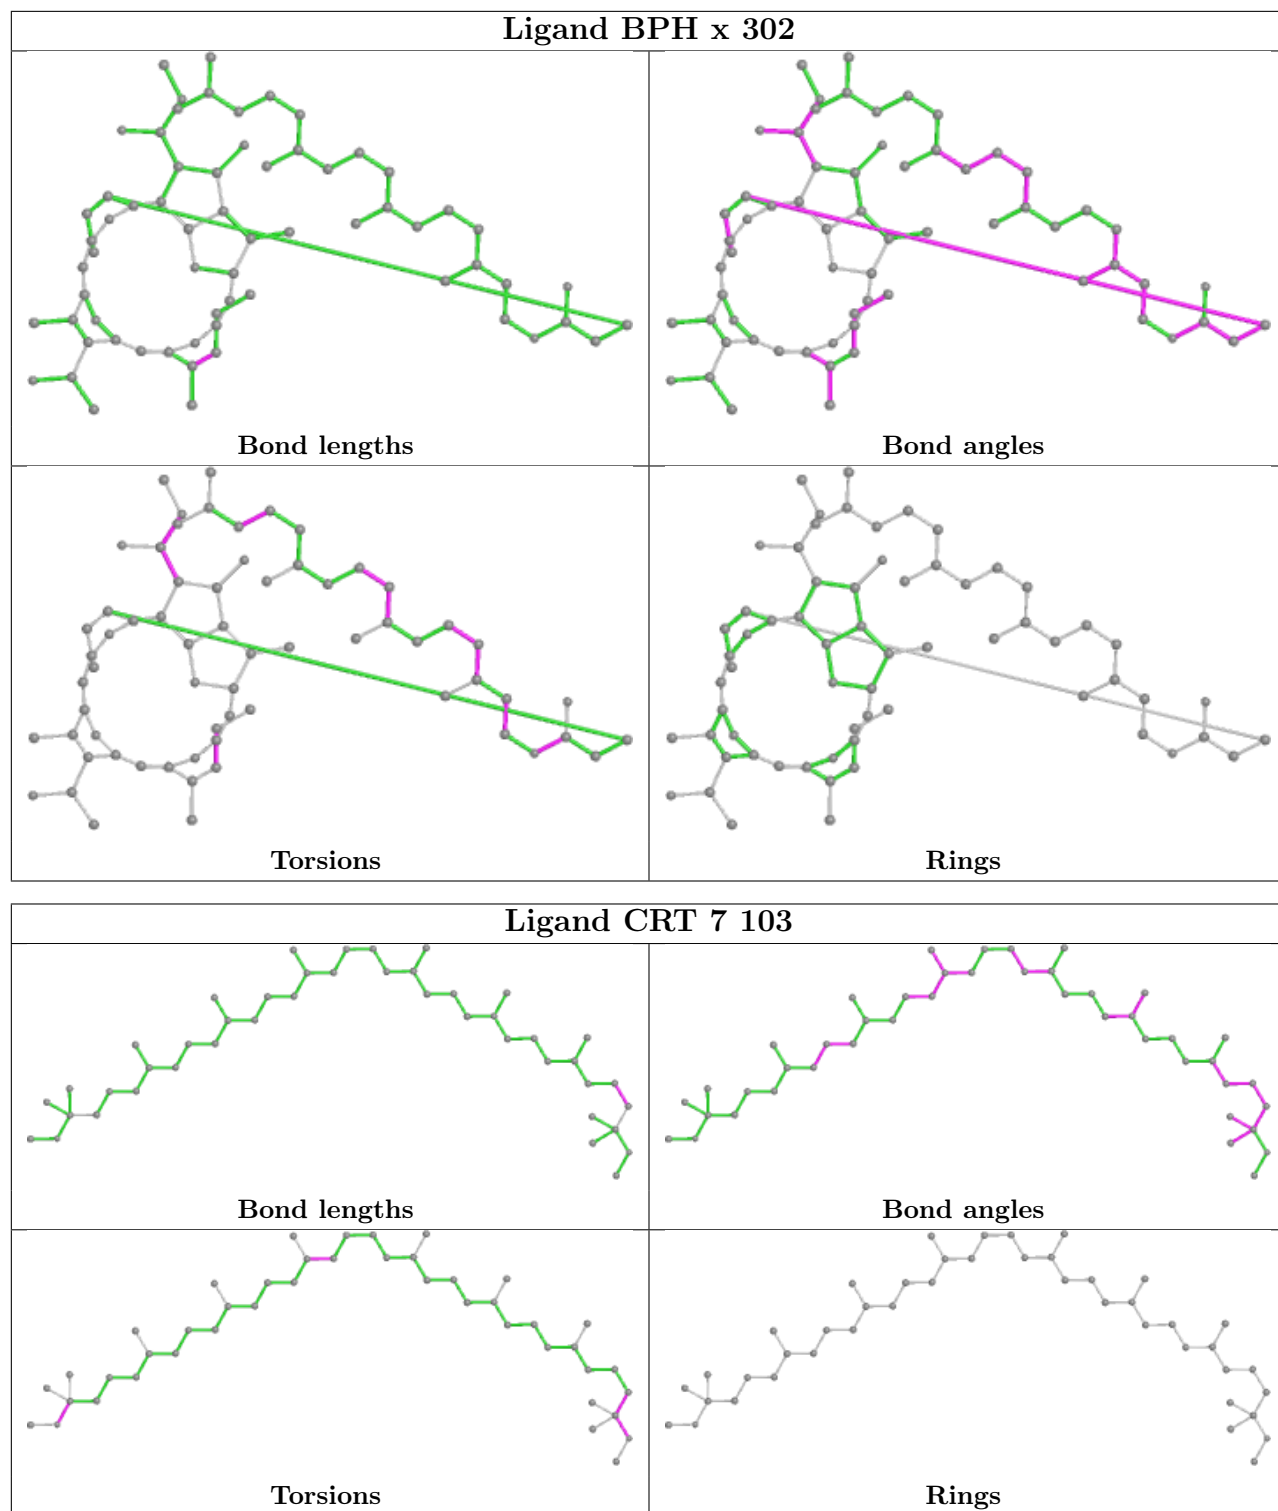 Ligand BPH x 302
Bond lengths
Bond angles
Torsions
Rings
Ligand CRT 7 103
Bond lengths
Bond angles
Torsions
Rings